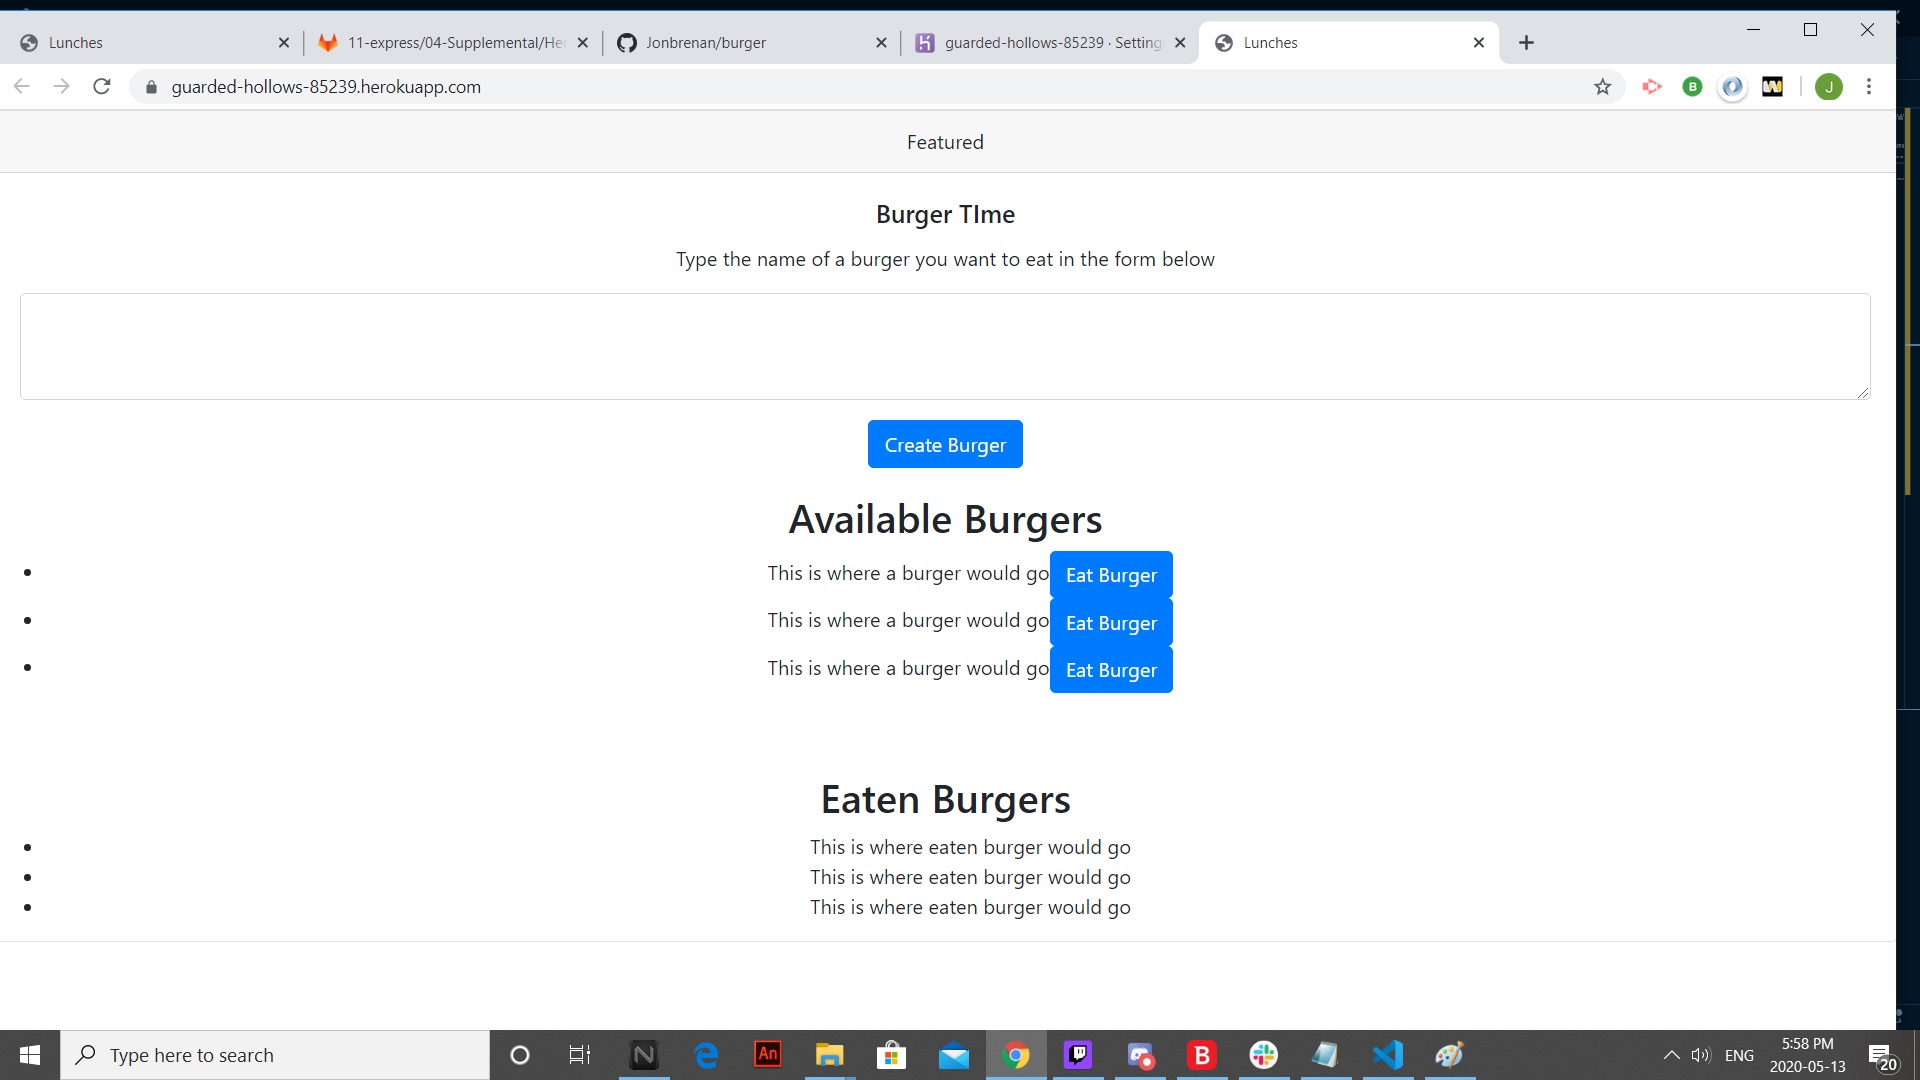 Lunches
11-express/04-Supplemental/He
Jonbrenan/burger
guarded-hollows-85239 · Setting
Lunches
guarded-hollows-85239.herokuapp.com
B
J
Featured
Burger TIme
Type the name of a burger you want to eat in the form below
Create Burger
Available Burgers
This is where a burger would go Eat Burger
This is where a burger would go Eat Burger
This is where a burger would go Eat Burger
Eaten Burgers
This is where eaten burger would go
This is where eaten burger would go
This is where eaten burger would go
Type here to search
N
An
B
ENG
5:58 PM
2020-05-13
20